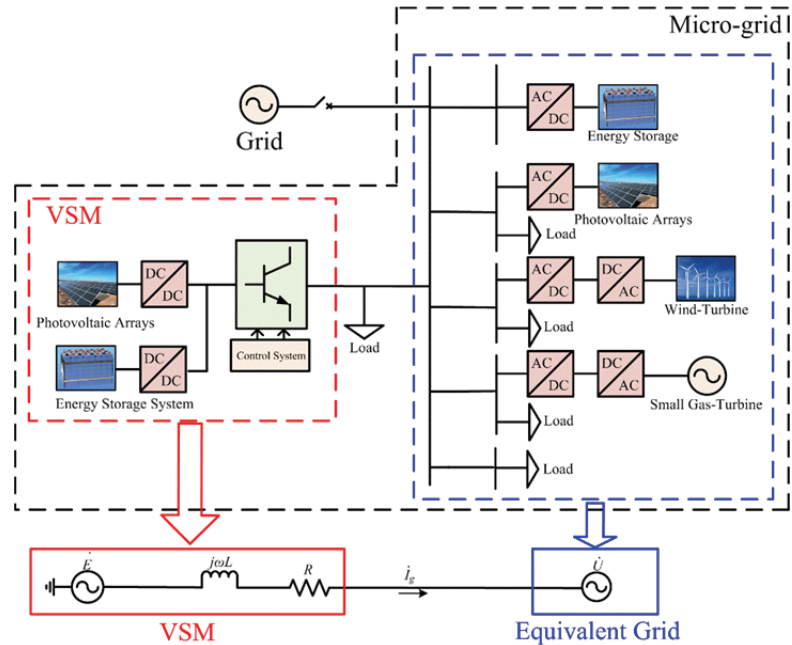 Micro-grid
Grid
AC
DC
Energy Storage
AC
DC
Photovoltaic Arrays
Load
VSM
DC
DC
Photovoltaic Arrays
DC
DC
Energy Storage System
Control System
Load
AC
DC
DC
AC
Wind-Turbine
Load
AC
DC
DC
AC
Small Gas-Turbine
Load
Load
Ė
jωL
R
İg
U̇
VSM
Equivalent Grid